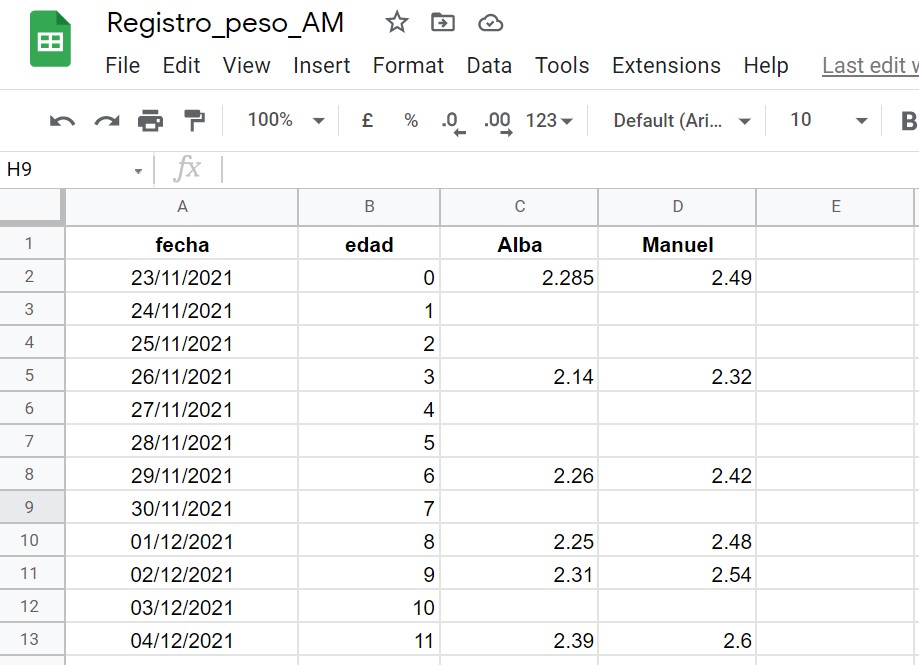 Registro_peso_AM
File Edit View Insert Format Data Tools Extensions Help Last edit
100% £ % .0 .00 123 Default (Ari... 10 B
H9 fx
A B C D E
1 fecha edad Alba Manuel
2 23/11/2021 0 2.285 2.49
3 24/11/2021 1
4 25/11/2021 2
5 26/11/2021 3 2.14 2.32
6 27/11/2021 4
7 28/11/2021 5
8 29/11/2021 6 2.26 2.42
9 30/11/2021 7
10 01/12/2021 8 2.25 2.48
11 02/12/2021 9 2.31 2.54
12 03/12/2021 10
13 04/12/2021 11 2.39 2.6